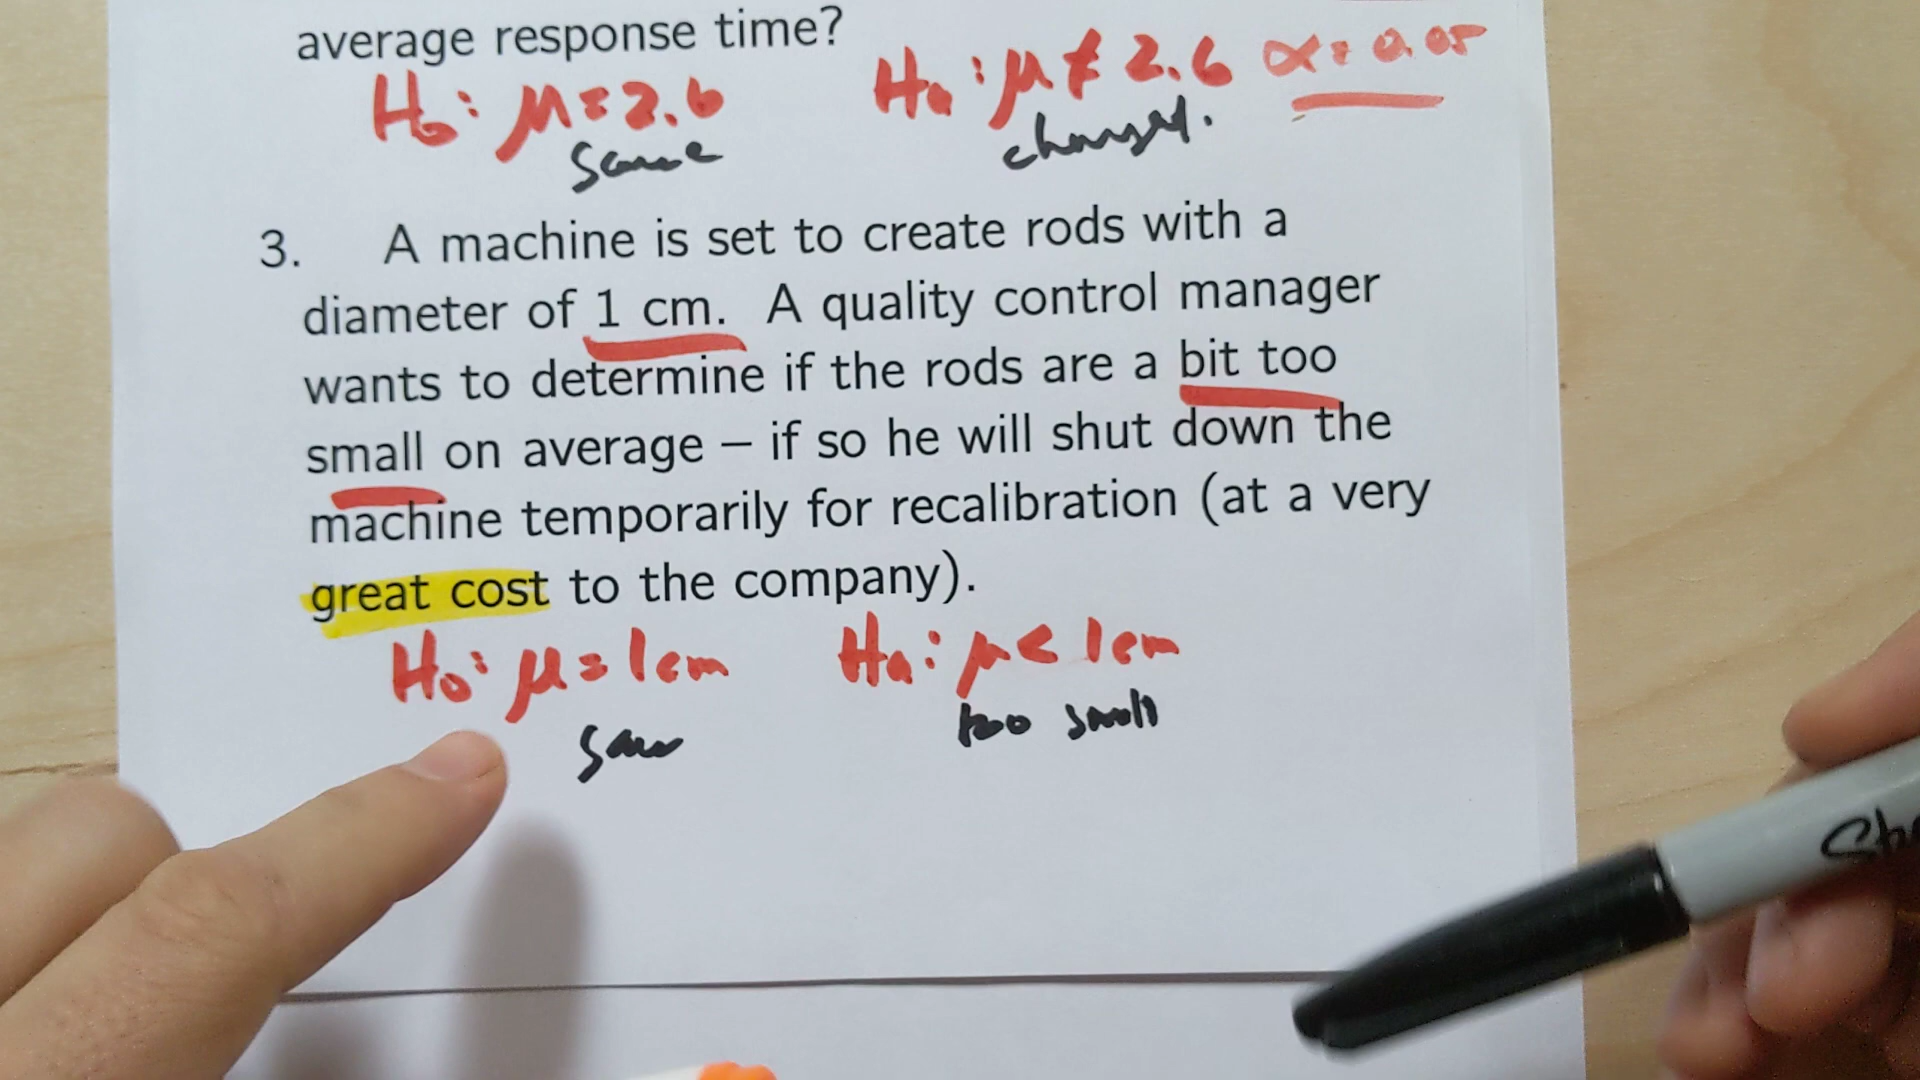 average response time?
H₀: μ = 2.6 Hₐ: μ ≠ 2.6 α = 0.05
same changed.
3. A machine is set to create rods with a
diameter of 1 cm. A quality control manager
wants to determine if the rods are a bit too
small on average – if so he will shut down the
machine temporarily for recalibration (at a very
great cost to the company).
H₀: μ = 1cm Hₐ: μ < 1cm
same too small